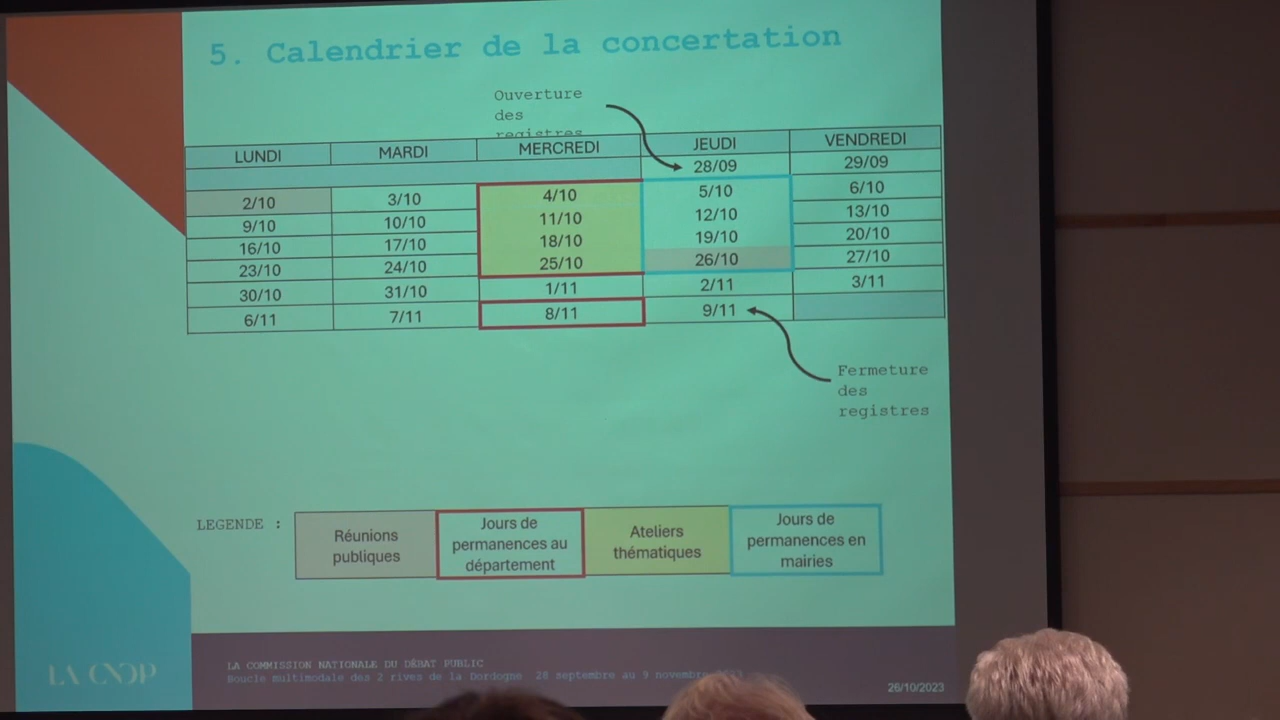 5. Calendrier de la concertation
Ouverture
des
registres
LUNDI MARDI MERCREDI JEUDI VENDREDI
28/09 29/09
2/10 3/10 4/10 5/10 6/10
9/10 10/10 11/10 12/10 13/10
16/10 17/10 18/10 19/10 20/10
23/10 24/10 25/10 26/10 27/10
30/10 31/10 1/11 2/11 3/11
6/11 7/11 8/11 9/11
Fermeture
des
registres
LEGENDE :
Réunions
publiques
Jours de
permanences au
département
Ateliers
thématiques
Jours de
permanences en
mairies
LA CNDP
LA COMMISSION NATIONALE DU DÉBAT PUBLIC
Boucle multimodale des 2 rives de la Dordogne 28 septembre au 9 novembre 2023
26/10/2023